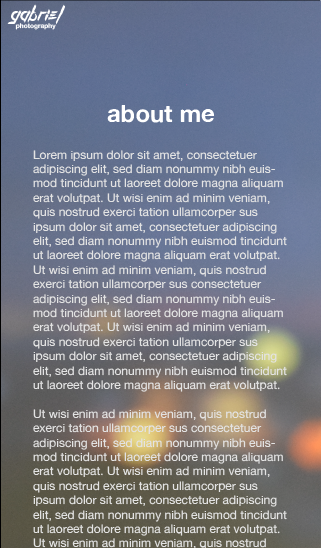 gabriel
photography
about me
Lorem ipsum dolor sit amet, consectetuer
adipiscing elit, sed diam nonummy nibh euis-
mod tincidunt ut laoreet dolore magna aliquam
erat volutpat. Ut wisi enim ad minim veniam,
quis nostrud exerci tation ullamcorper sus
ipsum dolor sit amet, consectetuer adipiscing
elit, sed diam nonummy nibh euismod tincidunt
ut laoreet dolore magna aliquam erat volutpat.
Ut wisi enim ad minim veniam, quis nostrud
exerci tation ullamcorper sus consectetuer
adipiscing elit, sed diam nonummy nibh euis-
mod tincidunt ut laoreet dolore magna aliquam
erat volutpat. Ut wisi enim ad minim veniam,
quis nostrud exerci tation ullamcorper sus
ipsum dolor sit amet, consectetuer adipiscing
elit, sed diam nonummy nibh euismod tincidunt
ut laoreet dolore magna aliquam erat volutpat.
Ut wisi enim ad minim veniam, quis nostrud
exerci tation ullamcorper sus consectetuer
adipiscing elit, sed diam nonummy nibh euis-
mod tincidunt ut laoreet dolore magna aliquam
erat volutpat. Ut wisi enim ad minim veniam,
quis nostrud exerci tation ullamcorper sus
ipsum dolor sit amet, consectetuer adipiscing
elit, sed diam nonummy nibh euismod tincidunt
ut laoreet dolore magna aliquam erat volutpat.
Ut wisi enim ad minim veniam, quis nostrud